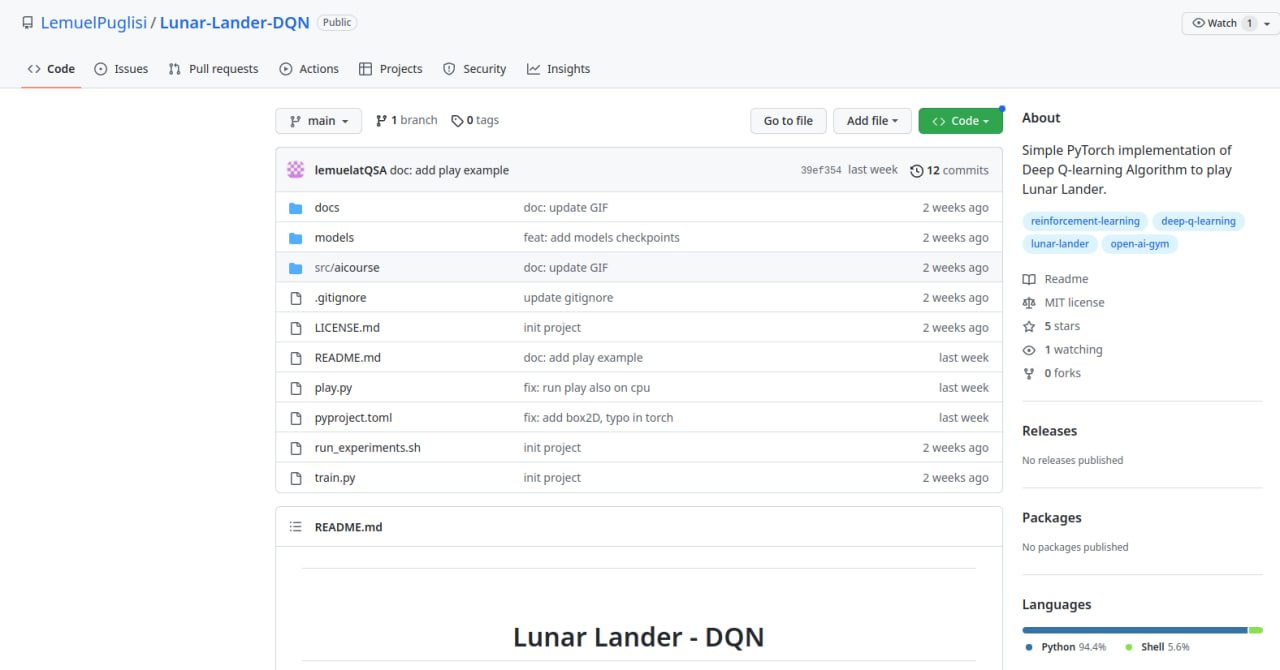 LemuelPuglisi / Lunar-Lander-DQN Public
Watch 1
Code Issues Pull requests Actions Projects Security Insights
main 1 branch 0 tags Go to file Add file Code
lemuelatQSA doc: add play example 39ef354 last week 12 commits
docs doc: update GIF 2 weeks ago
models feat: add models checkpoints 2 weeks ago
src/aicourse doc: update GIF 2 weeks ago
.gitignore update gitignore 2 weeks ago
LICENSE.md init project 2 weeks ago
README.md doc: add play example last week
play.py fix: run play also on cpu last week
pyproject.toml fix: add box2D, typo in torch last week
run_experiments.sh init project 2 weeks ago
train.py init project 2 weeks ago
README.md
Lunar Lander - DQN
About
Simple PyTorch implementation of
Deep Q-learning Algorithm to play
Lunar Lander.
reinforcement-learning deep-q-learning
lunar-lander open-ai-gym
Readme
MIT license
5 stars
1 watching
0 forks
Releases
No releases published
Packages
No packages published
Languages
Python 94.4% Shell 5.6%